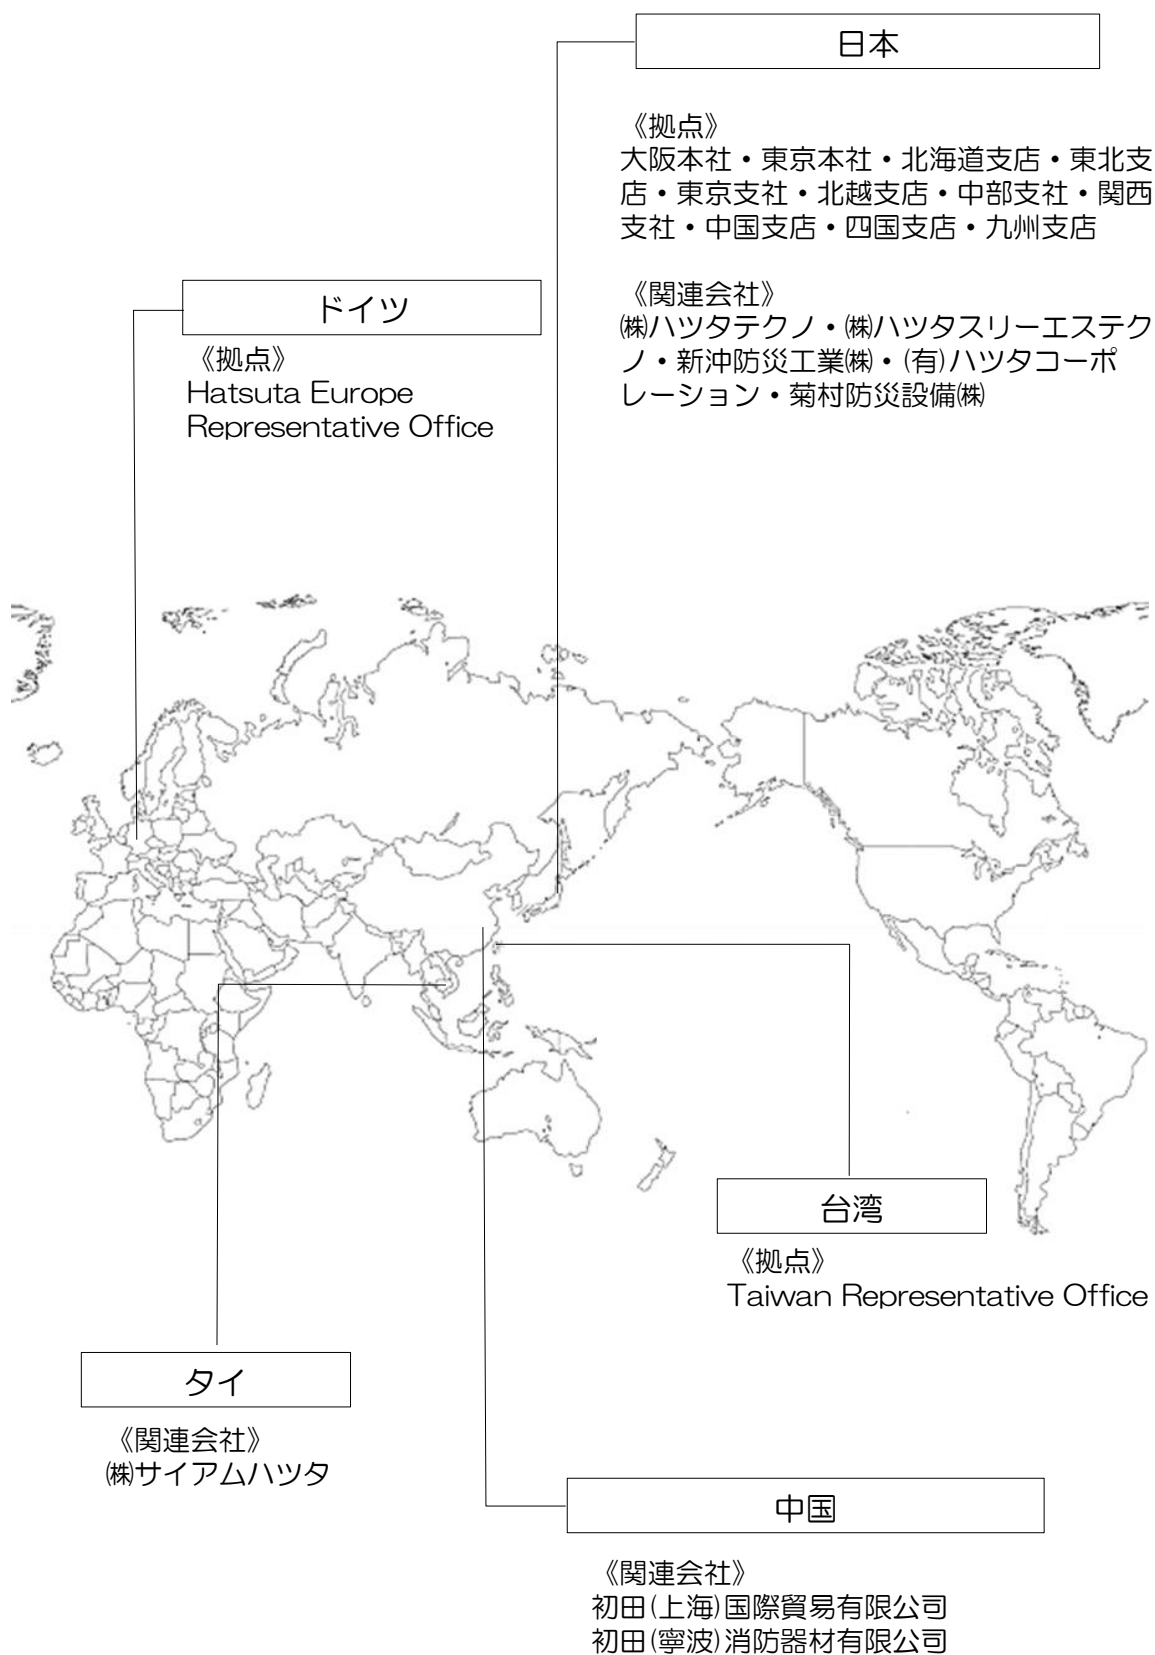 日本
《拠点》
大阪本社・東京本社・北海道支店・東北支
店・東京支社・北越支店・中部支社・関西
支社・中国支店・四国支店・九州支店
《関連会社》
㈱ハツタテクノ・㈱ハツタスリーエステク
ノ・新沖防災工業㈱・(有)ハツタコーポ
レーション・菊村防災設備㈱
ドイツ
《拠点》
Hatsuta Europe
Representative Office
台湾
《拠点》
Taiwan Representative Office
タイ
《関連会社》
㈱サイアムハツタ
中国
《関連会社》
初田(上海)国際貿易有限公司
初田(寧波)消防器材有限公司